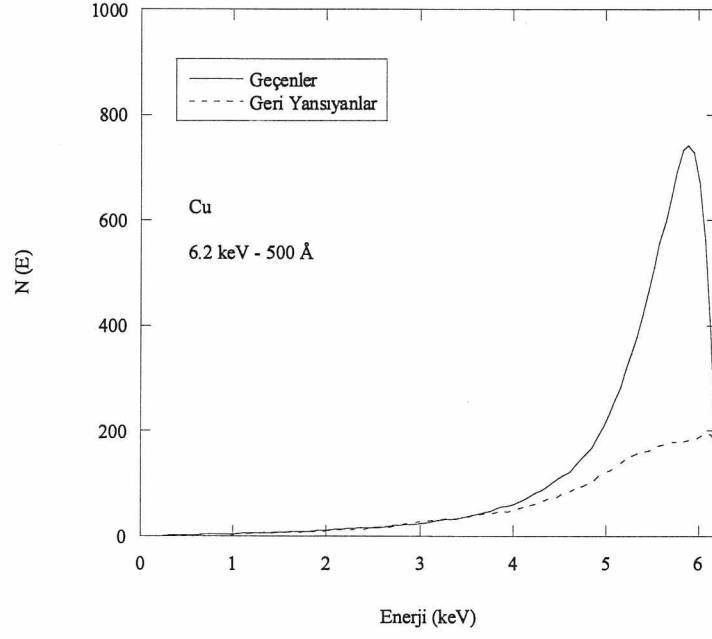 1000
800
600
400
200
0
N (E)
Geçenler
Geri Yansıyanlar
Cu
6.2 keV - 500 Å
0 1 2 3 4 5 6
Enerji (keV)